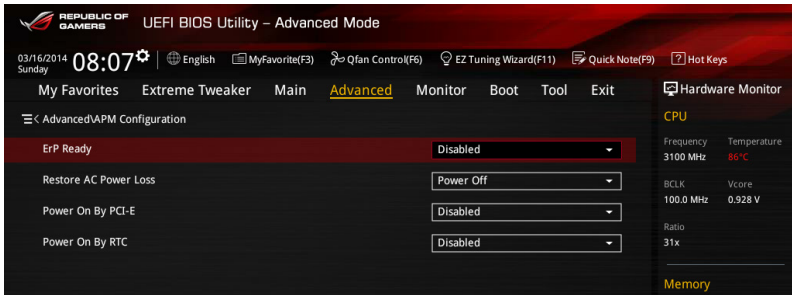 REPUBLIC OF
GAMERS
UEFI BIOS Utility – Advanced Mode
03/16/2014
Sunday
08:07
English
MyFavorite(F3)
Qfan Control(F6)
EZ Tuning Wizard(F11)
Quick Note(F9)
? Hot Keys
My Favorites
Extreme Tweaker
Main
Advanced
Monitor
Boot
Tool
Exit
Hardware Monitor
< Advanced\APM Configuration
ErP Ready Disabled
Restore AC Power Loss Power Off
Power On By PCI-E Disabled
Power On By RTC Disabled
CPU
Frequency Temperature
3100 MHz 86°C
BCLK Vcore
100.0 MHz 0.928 V
Ratio
31x
Memory